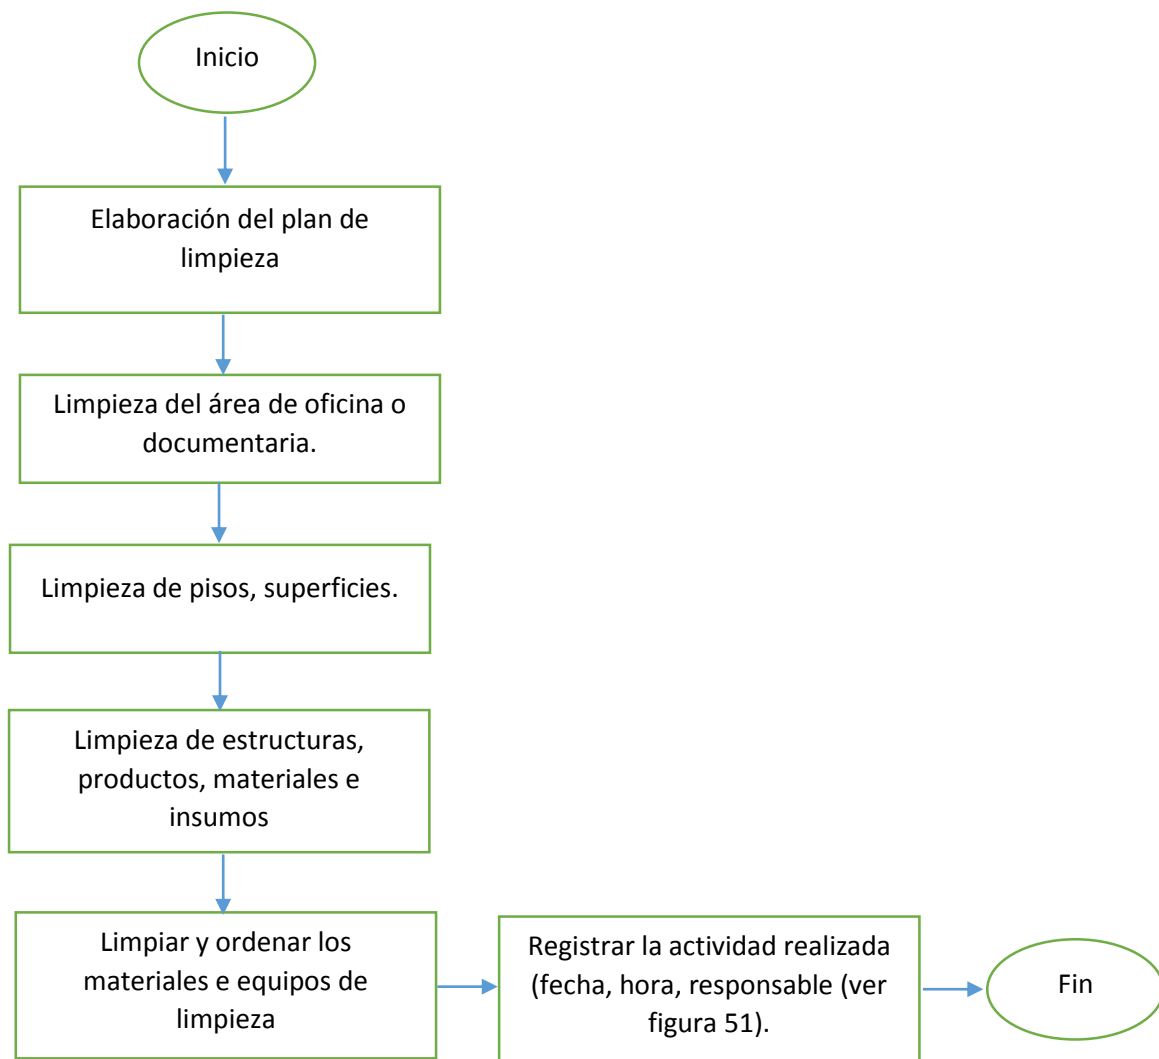 Inicio
Elaboración del plan de
limpieza
Limpieza del área de oficina o
documentaria.
Limpieza de pisos, superficies.
Limpieza de estructuras,
productos, materiales e
insumos
Limpiar y ordenar los
materiales e equipos de
limpieza
Registrar la actividad realizada
(fecha, hora, responsable (ver
figura 51).
Fin